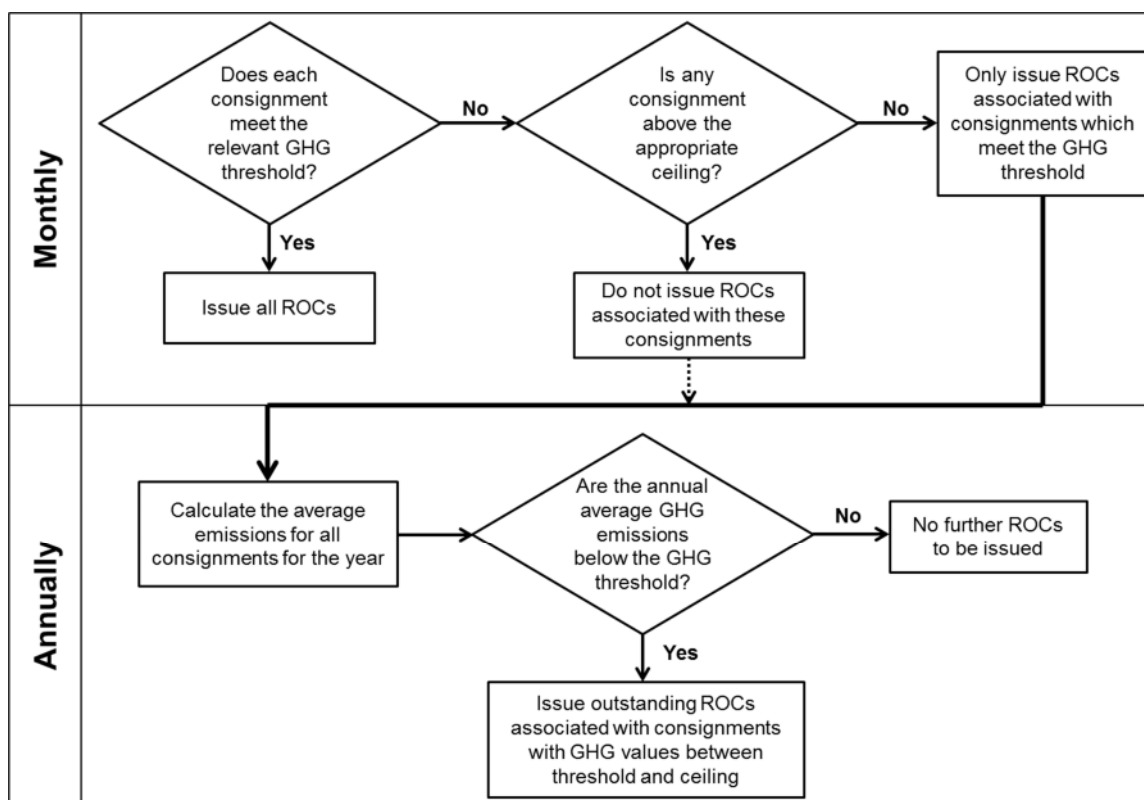 Monthly
Does each
consignment
meet the
relevant GHG
threshold?
No
Is any
consignment
above the
appropriate
ceiling?
No
Only issue ROCs
associated with
consignments which
meet the GHG
threshold
Yes
Issue all ROCs
Yes
Do not issue ROCs
associated with these
consignments
Annually
Calculate the average
emissions for all
consignments for the year
Are the annual
average GHG
emissions
below the GHG
threshold?
No
No further ROCs
to be issued
Yes
Issue outstanding ROCs
associated with consignments
with GHG values between
threshold and ceiling